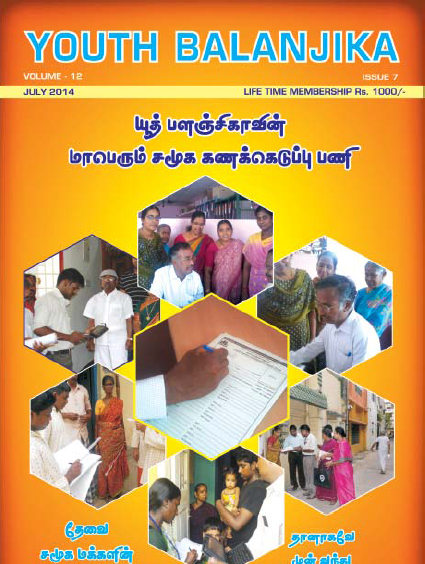 YOUTH BALANJIKA
VOLUME - 12
ISSUE 7
JULY 2014
LIFE TIME MEMBERSHIP Rs. 1000/-
யூத் பளஞ்சிகாவின்
மாபெரும் சமூக கணக்கெடுப்பு பணி
தேவை
சமூக மக்களின்
தானாகவே
முன் வந்து